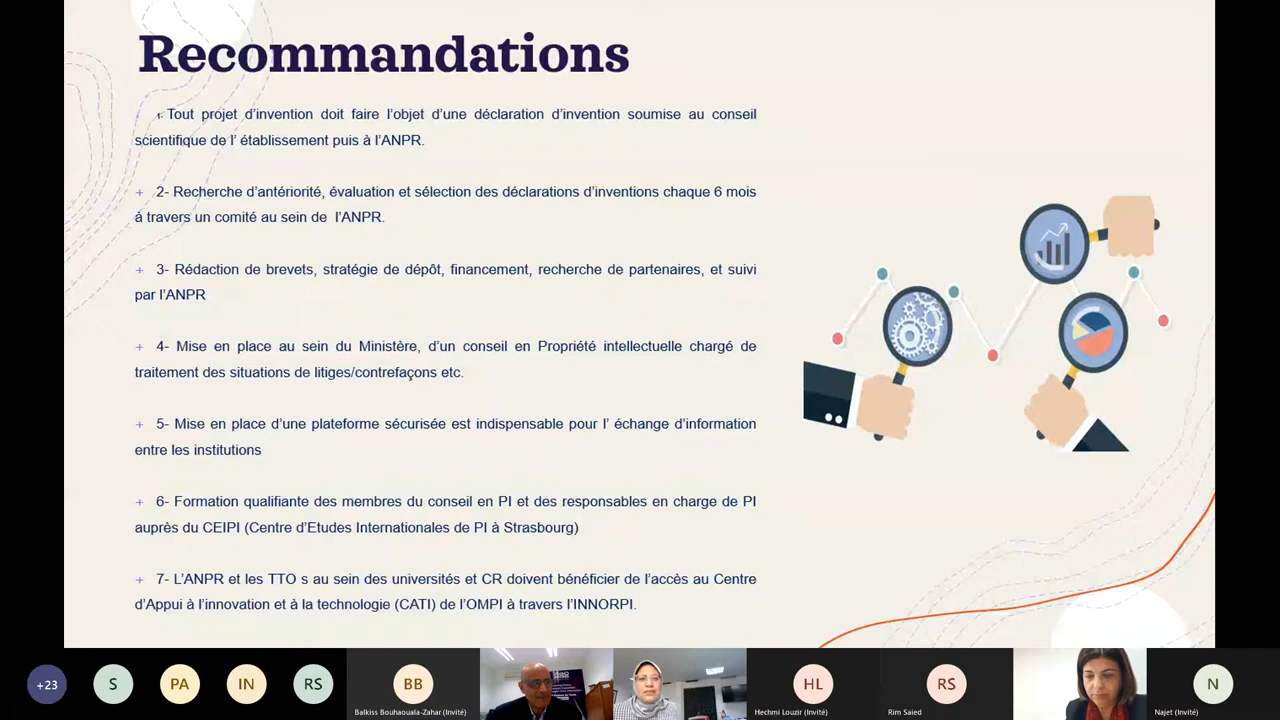 Recommandations
+ 1- Tout projet d'invention doit faire l'objet d'une déclaration d'invention soumise au conseil
scientifique de l' établissement puis à l'ANPR.
+ 2- Recherche d'antériorité, évaluation et sélection des déclarations d'inventions chaque 6 mois
á travers un comité au sein de l'ANPR.
+ 3- Rédaction de brevets, stratégie de dépôt, financement, recherche de partenaires, et suivi
par l'ANPR
+ 4- Mise en place au sein du Ministère, d'un conseil en Propriété intellectuelle chargé de
traitement des situations de litiges/contrefaçons etc.
+ 5- Mise en place d'une plateforme sécurisée est indispensable pour l' échange d'information
entre les institutions
+ 6- Formation qualifiante des membres du conseil en PI et des responsables en charge de PI
auprès du CEIPI (Centre d'Etudes Internationales de PI à Strasbourg)
+ 7- L'ANPR et les TTO s au sein des universités et CR doivent bénéficier de l'accès au Centre
d'Appui à l'innovation et à la technologie (CATI) de l'OMPI à travers l'INNORPI.
+23 S PA IN RS BB HL RS N
Balkiss Bouhaouala-Zahar (Invité) Hechmi Louzir (Invité) Rim Saied Najet (Invité)